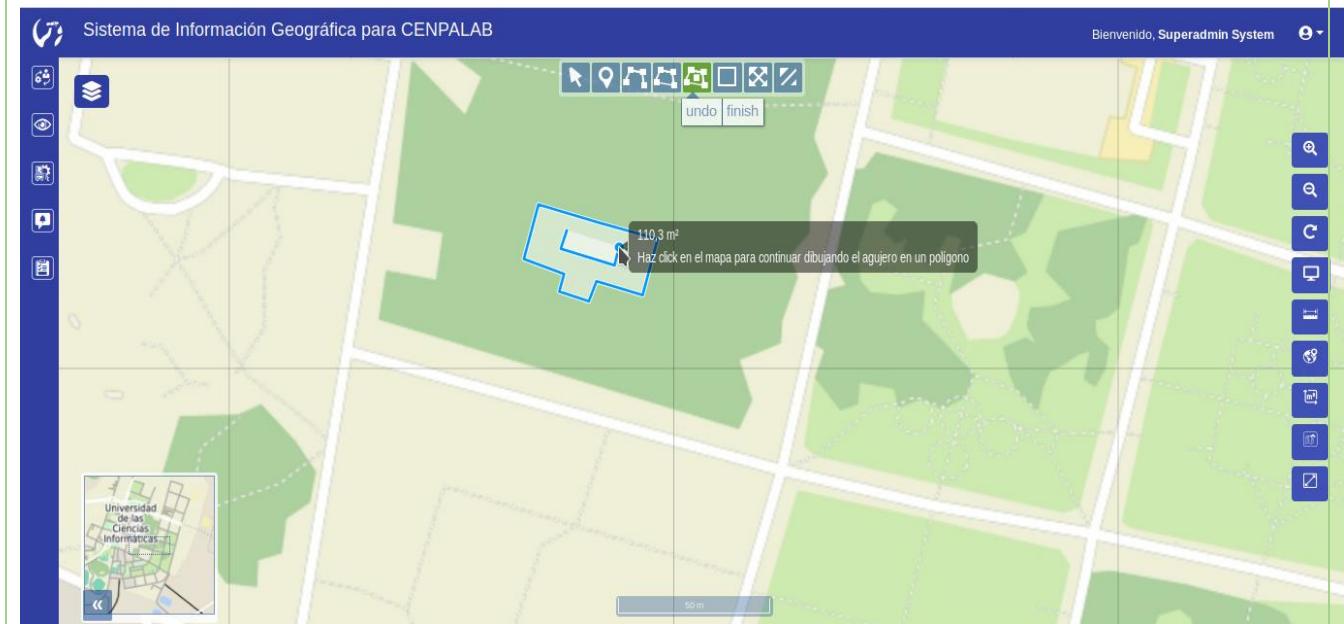 Sistema de Información Geográfica para CENPALAB
Bienvenido, Superadmin System
undo finish
110,3 m²
Haz click en el mapa para continuar dibujando el agujero en un polígono
Universidad
de las
Ciencias
Informáticas
50 m